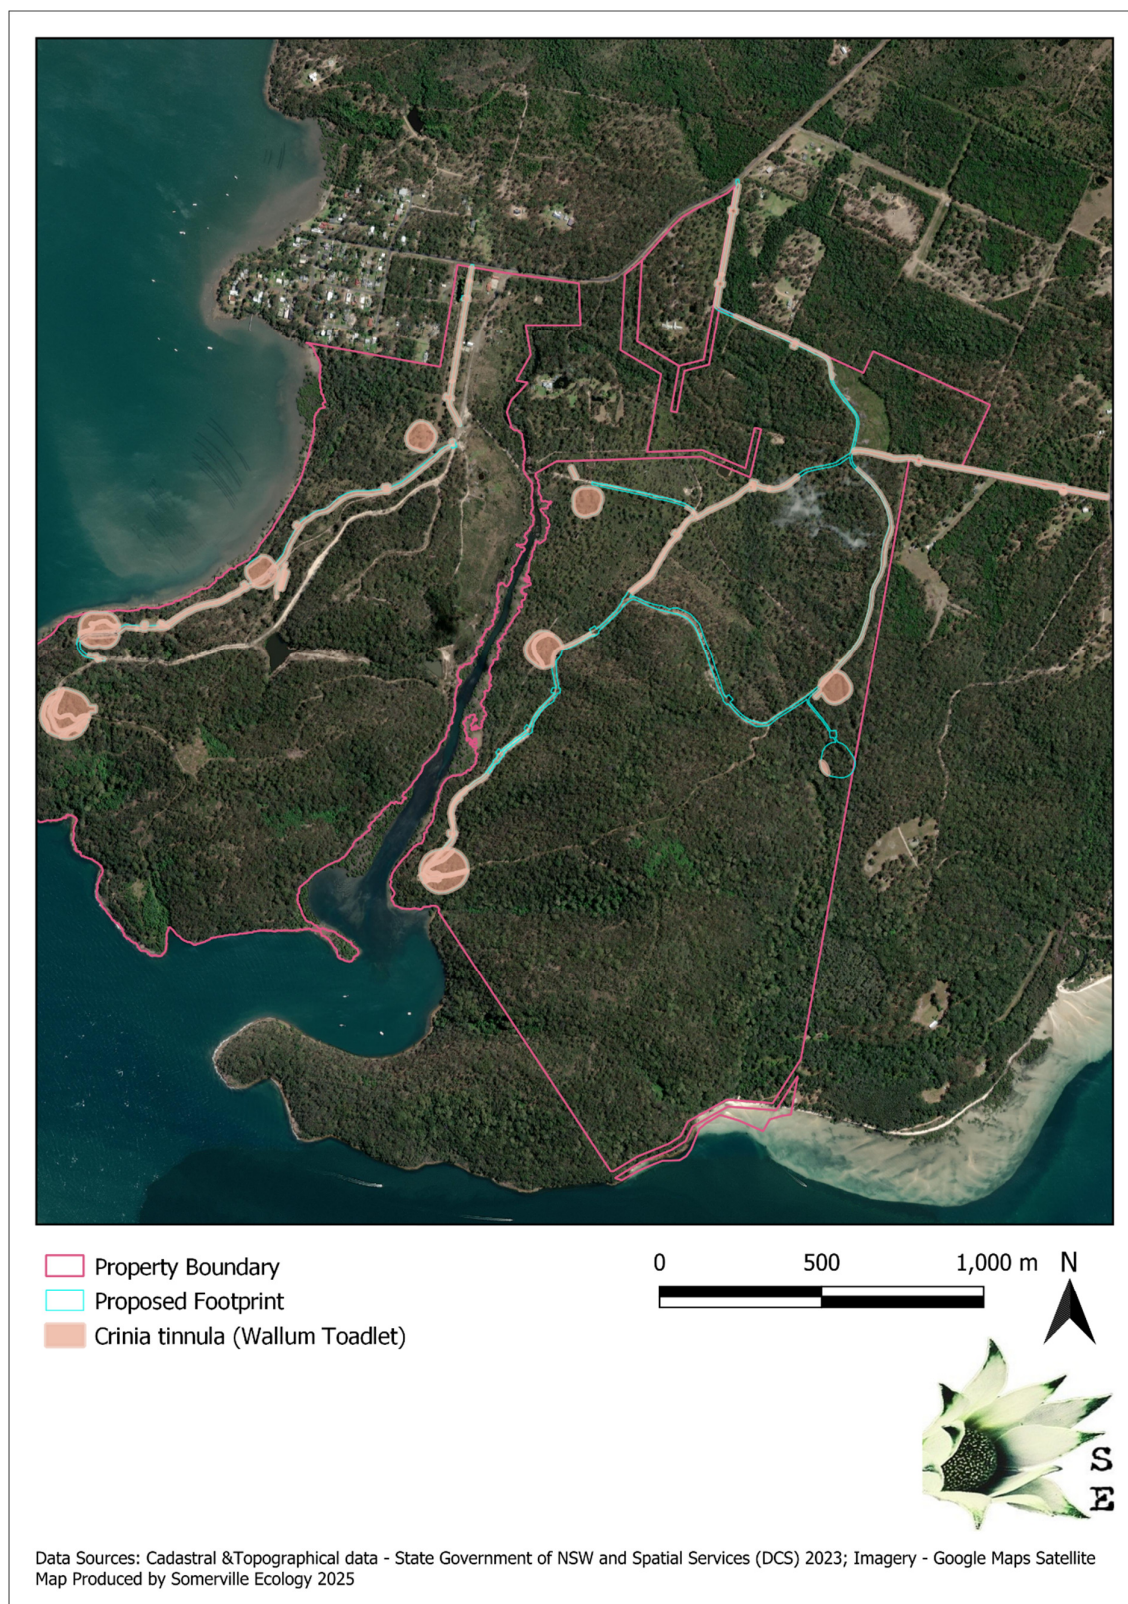 Property Boundary
0 500 1,000 m N
Proposed Footprint
Crinia tinnula (Wallum Toadlet)
S
E
Data Sources: Cadastral &Topographical data - State Government of NSW and Spatial Services (DCS) 2023; Imagery - Google Maps Satellite
Map Produced by Somerville Ecology 2025